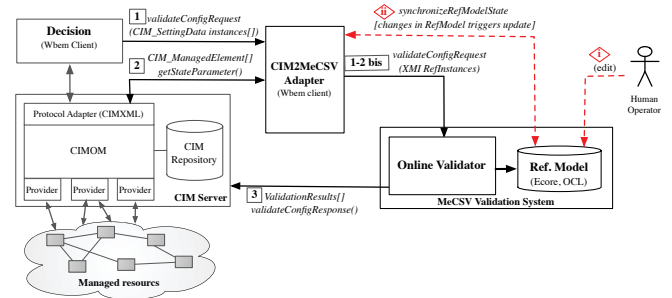 Decision
(Wbem Client)
1 validateConfigRequest
(CIM_SettingData instances[])
2 CIM_ManagedElement[]
getStateParameter()
CIM2MeCSV
Adapter
(Wbem client)
ii synchronizeRefModelState
[changes in RefModel triggers update]
1-2 bis validateConfigRequest
(XMI RefInstances)
i
(edit)
Human
Operator
Protocol Adapter (CIMXML)
CIMOM
CIM
Repository
Provider
Provider
Provider
CIM Server
Online Validator
Ref. Model
(Ecore, OCL)
MeCSV Validation System
3 ValidationResults[]
validateConfigResponse()
Managed resourcs